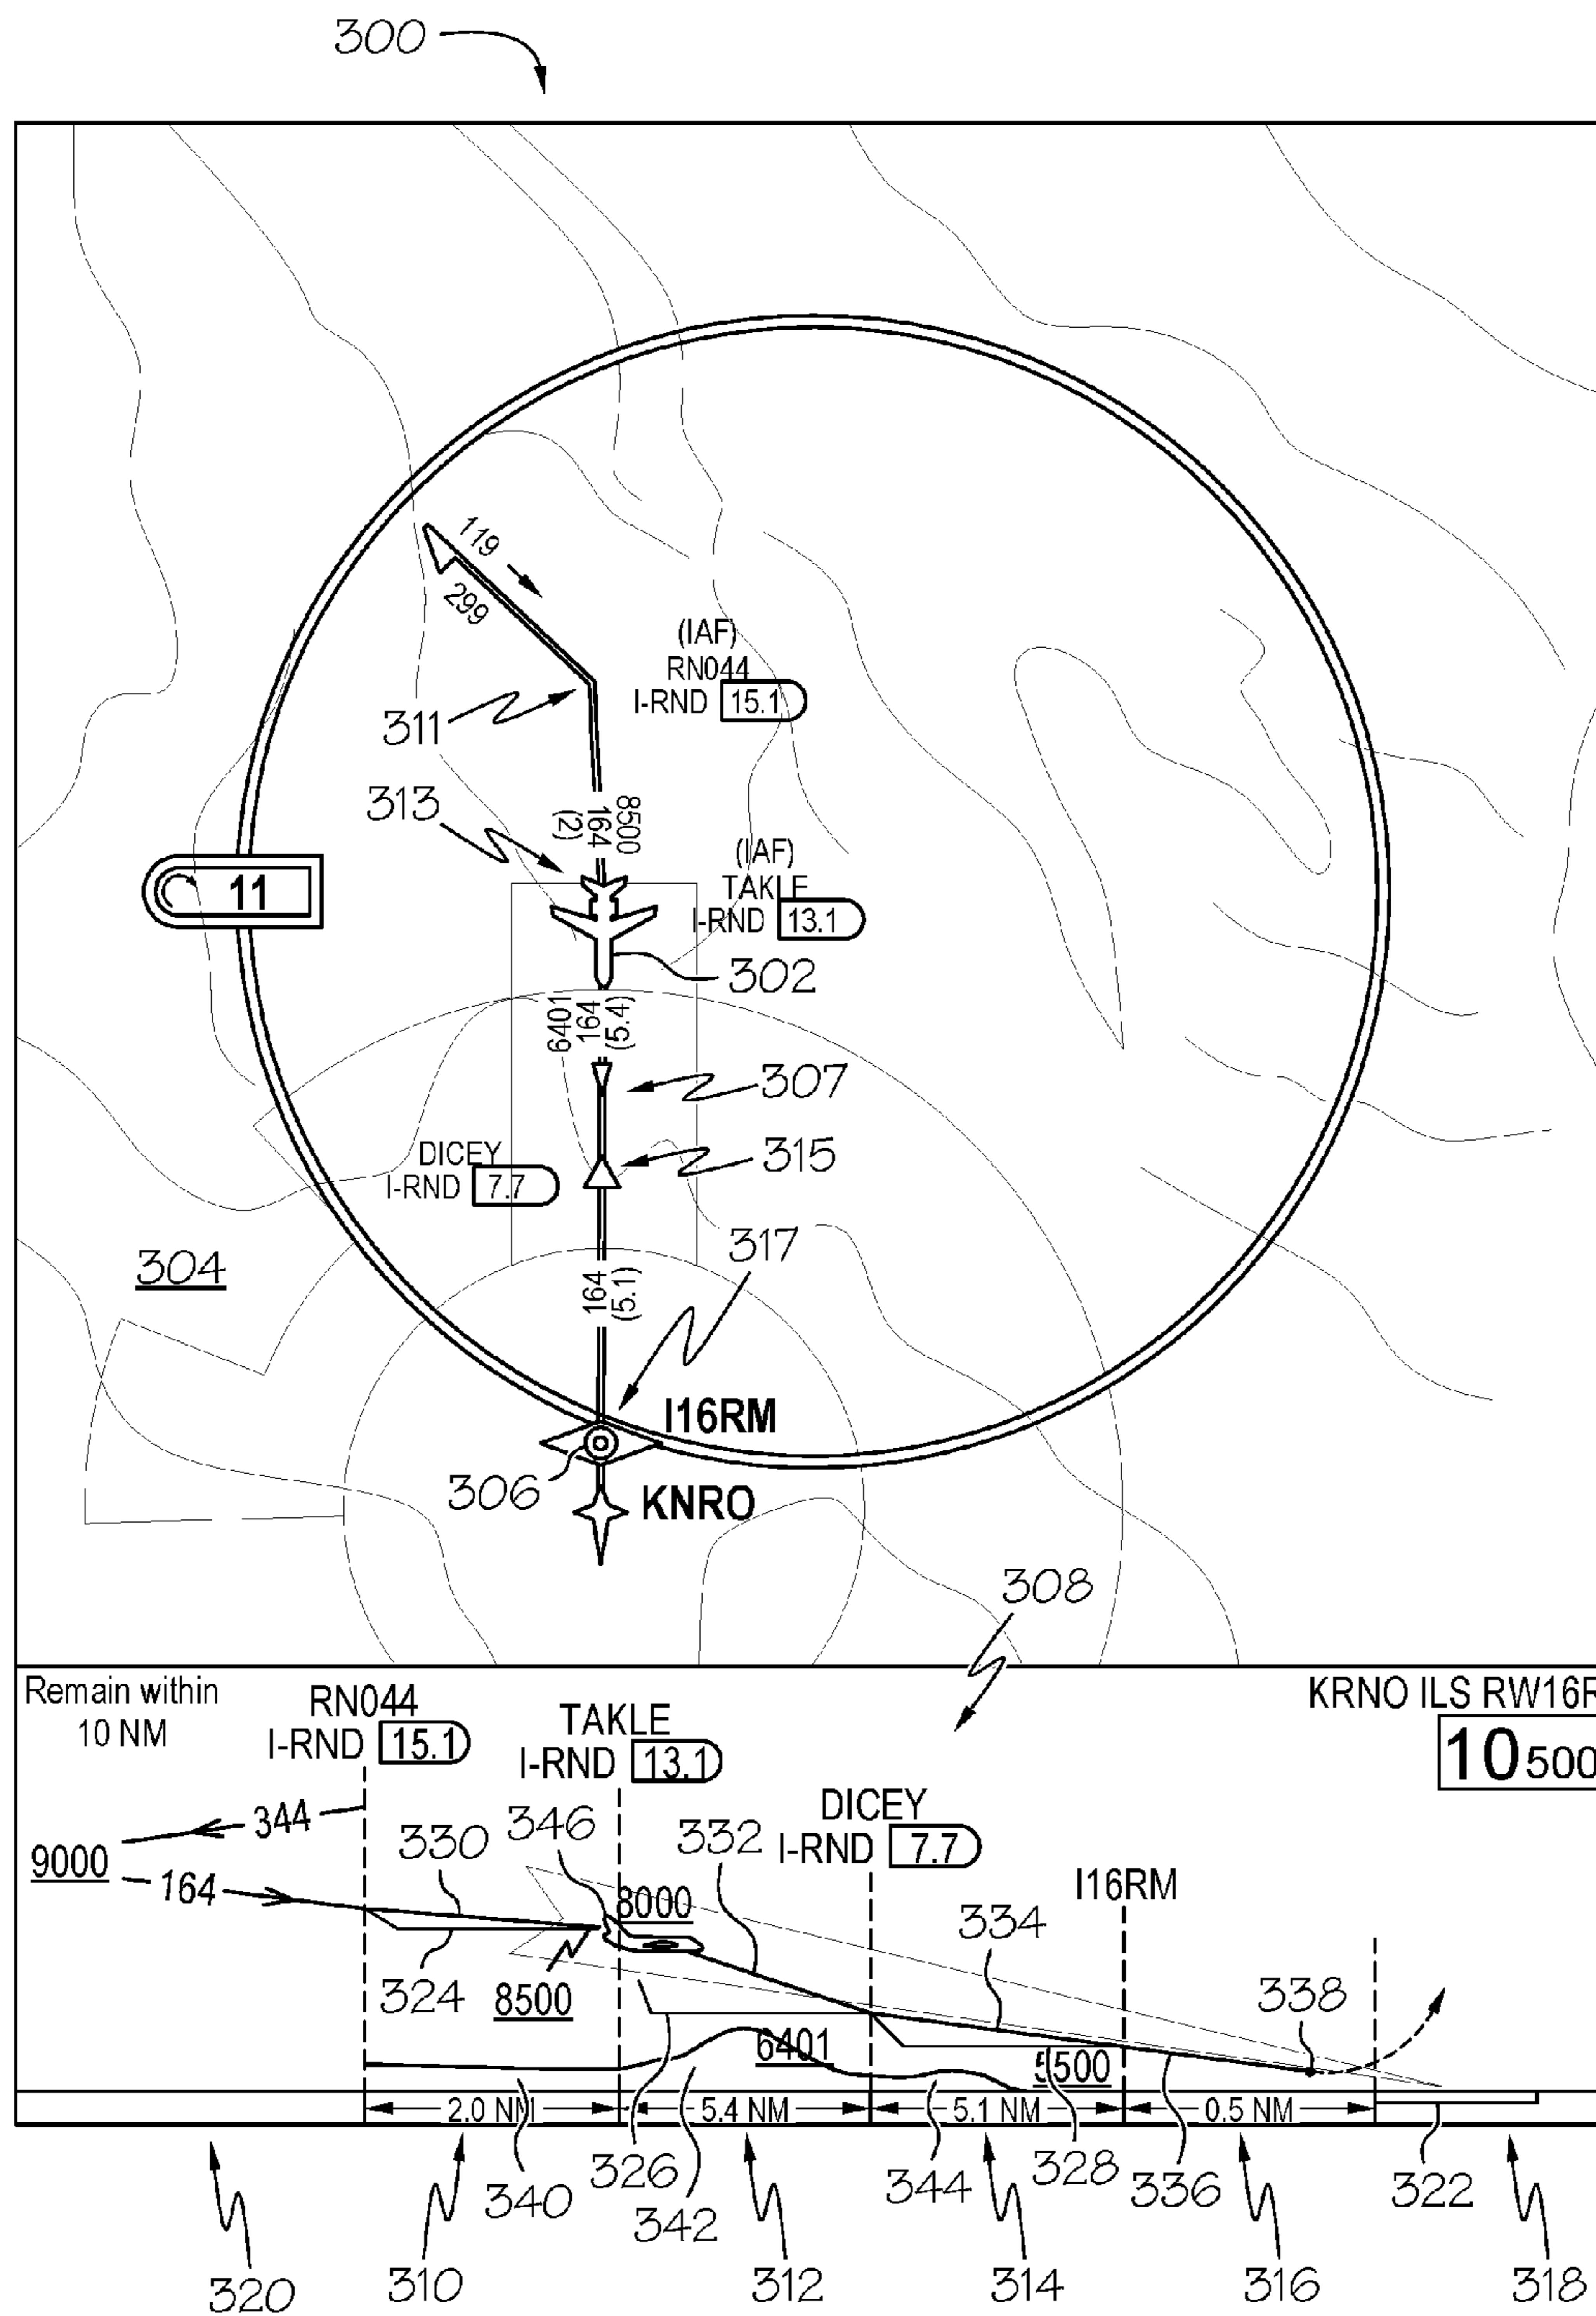 300
119
299
(IAF)
RN044
I-RND 15.1
311
313
8500
164
(2)
(IAF)
TAKLE
I-RND 13.1
11
302
6401
164
(5.4)
307
DICEY
I-RND 7.7
315
317
304
164
(5.1)
I16RM
306
KNRO
308
Remain within
10 NM
RN044
I-RND 15.1
TAKLE
I-RND 13.1
KRNO ILS RW16R
10500
DICEY
I-RND 7.7
344
9000
164
330
346
332
8000
I16RM
334
324
8500
338
6401
5500
2.0 NM
5.4 NM
5.1 NM
0.5 NM
340
326
342
344
328
336
322
320
310
312
314
316
318